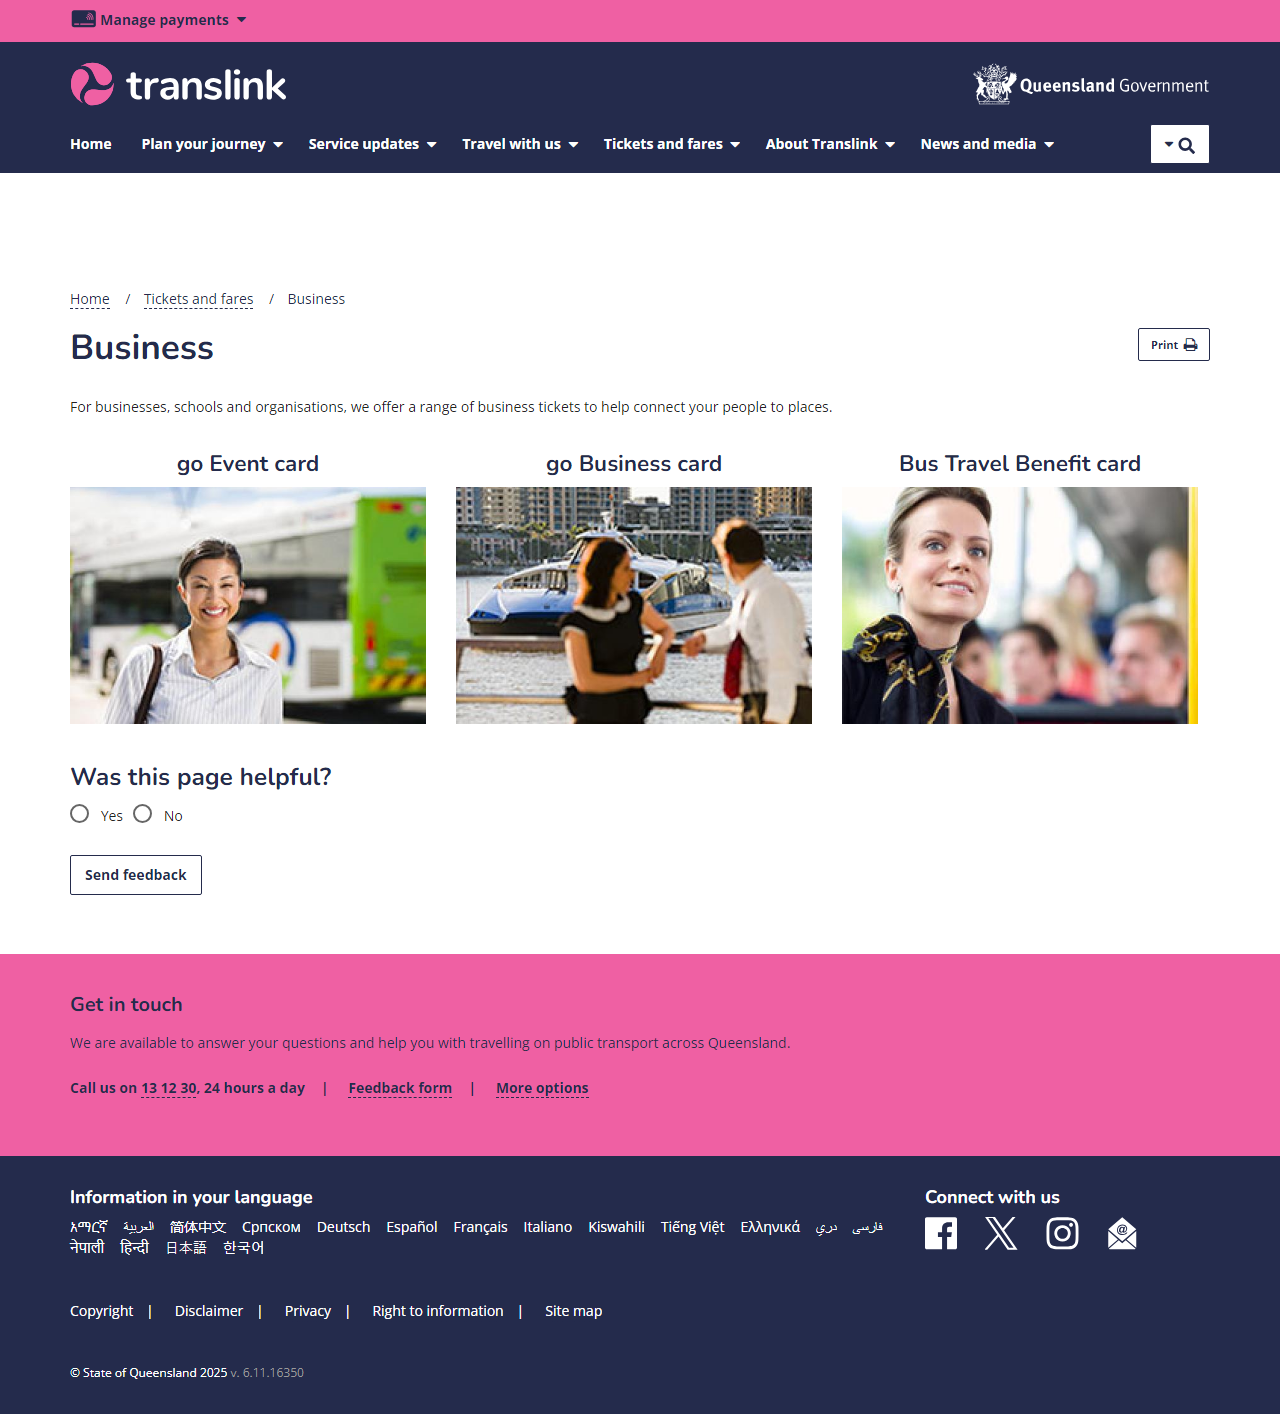 Manage payments
translink
Queensland Government
Home Plan your journey Service updates Travel with us Tickets and fares About Translink News and media
Home / Tickets and fares / Business
Business
Print
For businesses, schools and organisations, we offer a range of business tickets to help connect your people to places.
go Event card
go Business card
Bus Travel Benefit card
Was this page helpful?
Yes No
Send feedback
Get in touch
We are available to answer your questions and help you with travelling on public transport across Queensland.
Call us on 13 12 30, 24 hours a day | Feedback form | More options
Information in your language
አማርኛ العربية 简体中文 Српском Deutsch Español Français Italiano Kiswahili Tiếng Việt Ελληνικά دري فارسی
नेपाली हिन्दी 日本語 한국어
Connect with us
Copyright | Disclaimer | Privacy | Right to information | Site map
© State of Queensland 2025 v. 6.11.16350